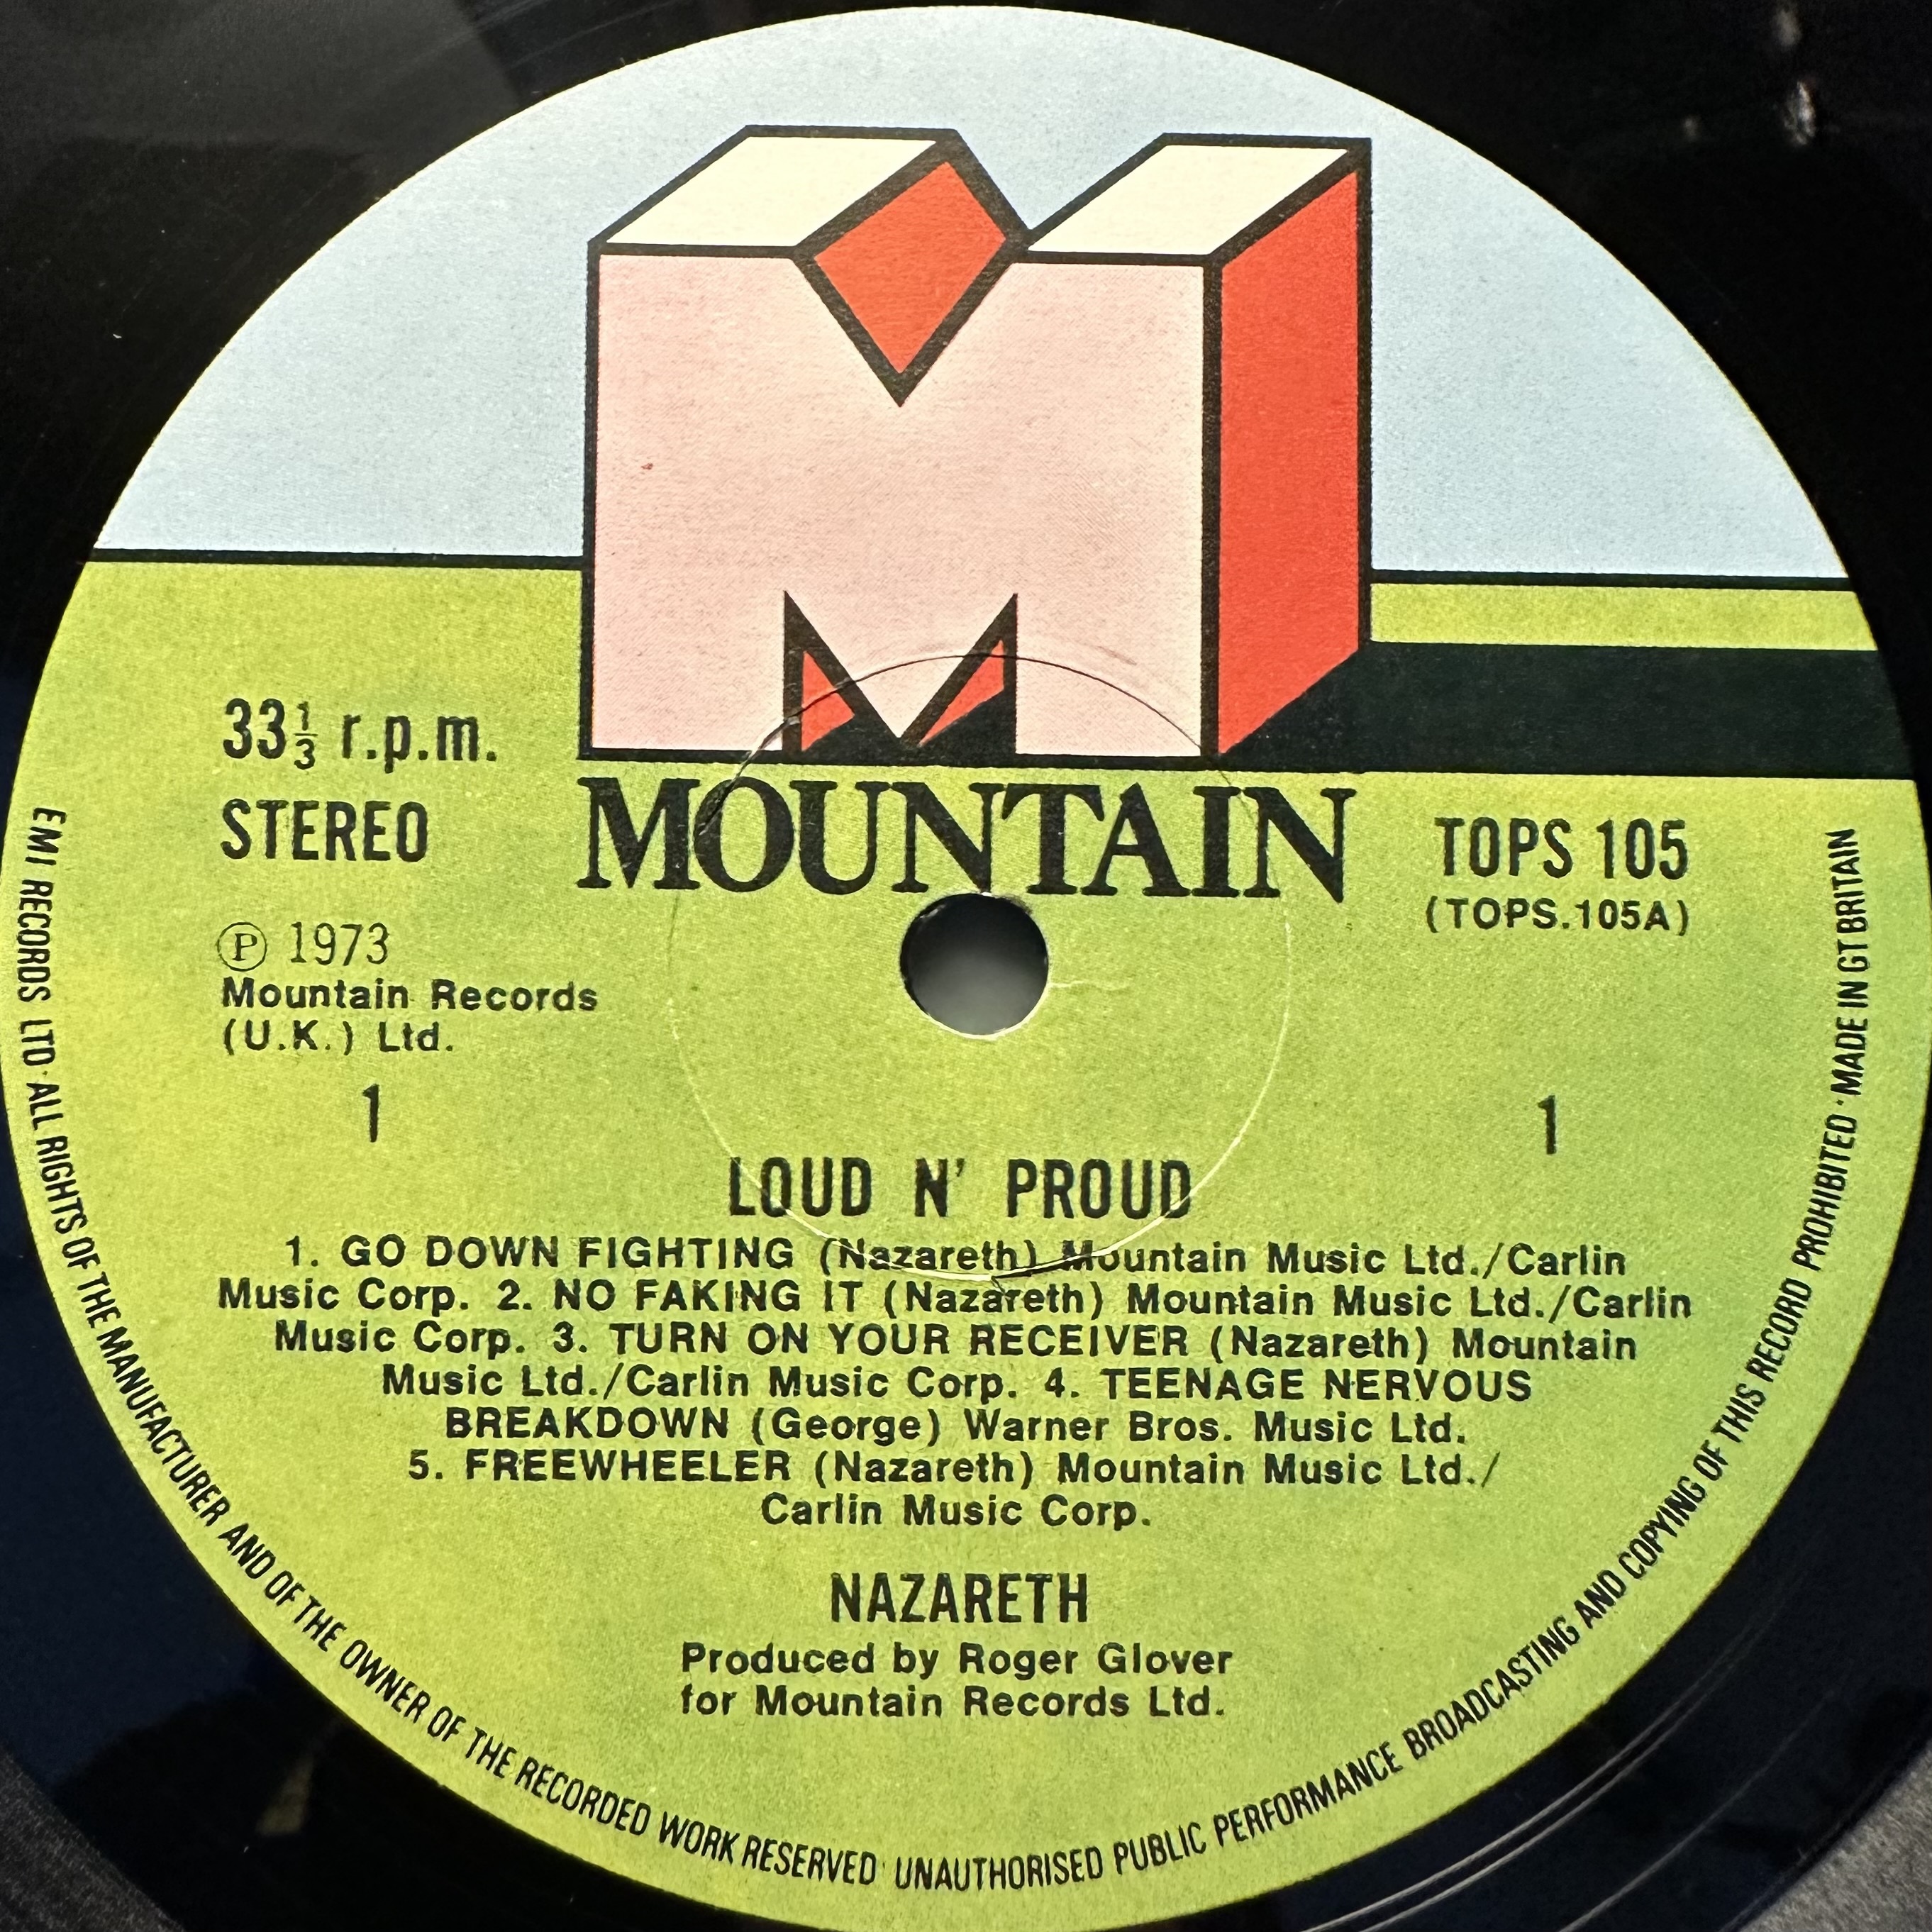 MOUNTAIN
33⅓ r.p.m.
STEREO
Ⓟ 1973
Mountain Records
(U.K.) Ltd.
1
TOPS 105
(TOPS.105A)
1
LOUD N' PROUD
1. GO DOWN FIGHTING (Nazareth) Mountain Music Ltd./Carlin
Music Corp. 2. NO FAKING IT (Nazareth) Mountain Music Ltd./Carlin
Music Corp. 3. TURN ON YOUR RECEIVER (Nazareth) Mountain
Music Ltd./Carlin Music Corp. 4. TEENAGE NERVOUS
BREAKDOWN (George) Warner Bros. Music Ltd.
5. FREEWHEELER (Nazareth) Mountain Music Ltd./
Carlin Music Corp.
NAZARETH
Produced by Roger Glover
for Mountain Records Ltd.
EMI RECORDS LTD · ALL RIGHTS OF THE MANUFACTURER AND OF THE OWNER OF THE RECORDED WORK RESERVED · UNAUTHORISED PUBLIC PERFORMANCE BROADCASTING AND COPYING OF THIS RECORD PROHIBITED · MADE IN GT BRITAIN